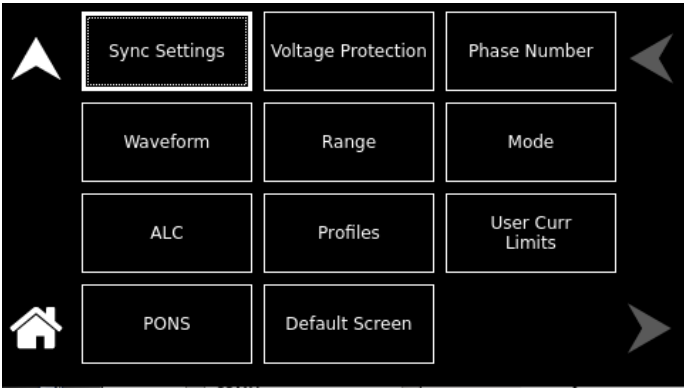 Sync Settings
Voltage Protection
Phase Number
Waveform
Range
Mode
ALC
Profiles
User Curr
Limits
PONS
Default Screen